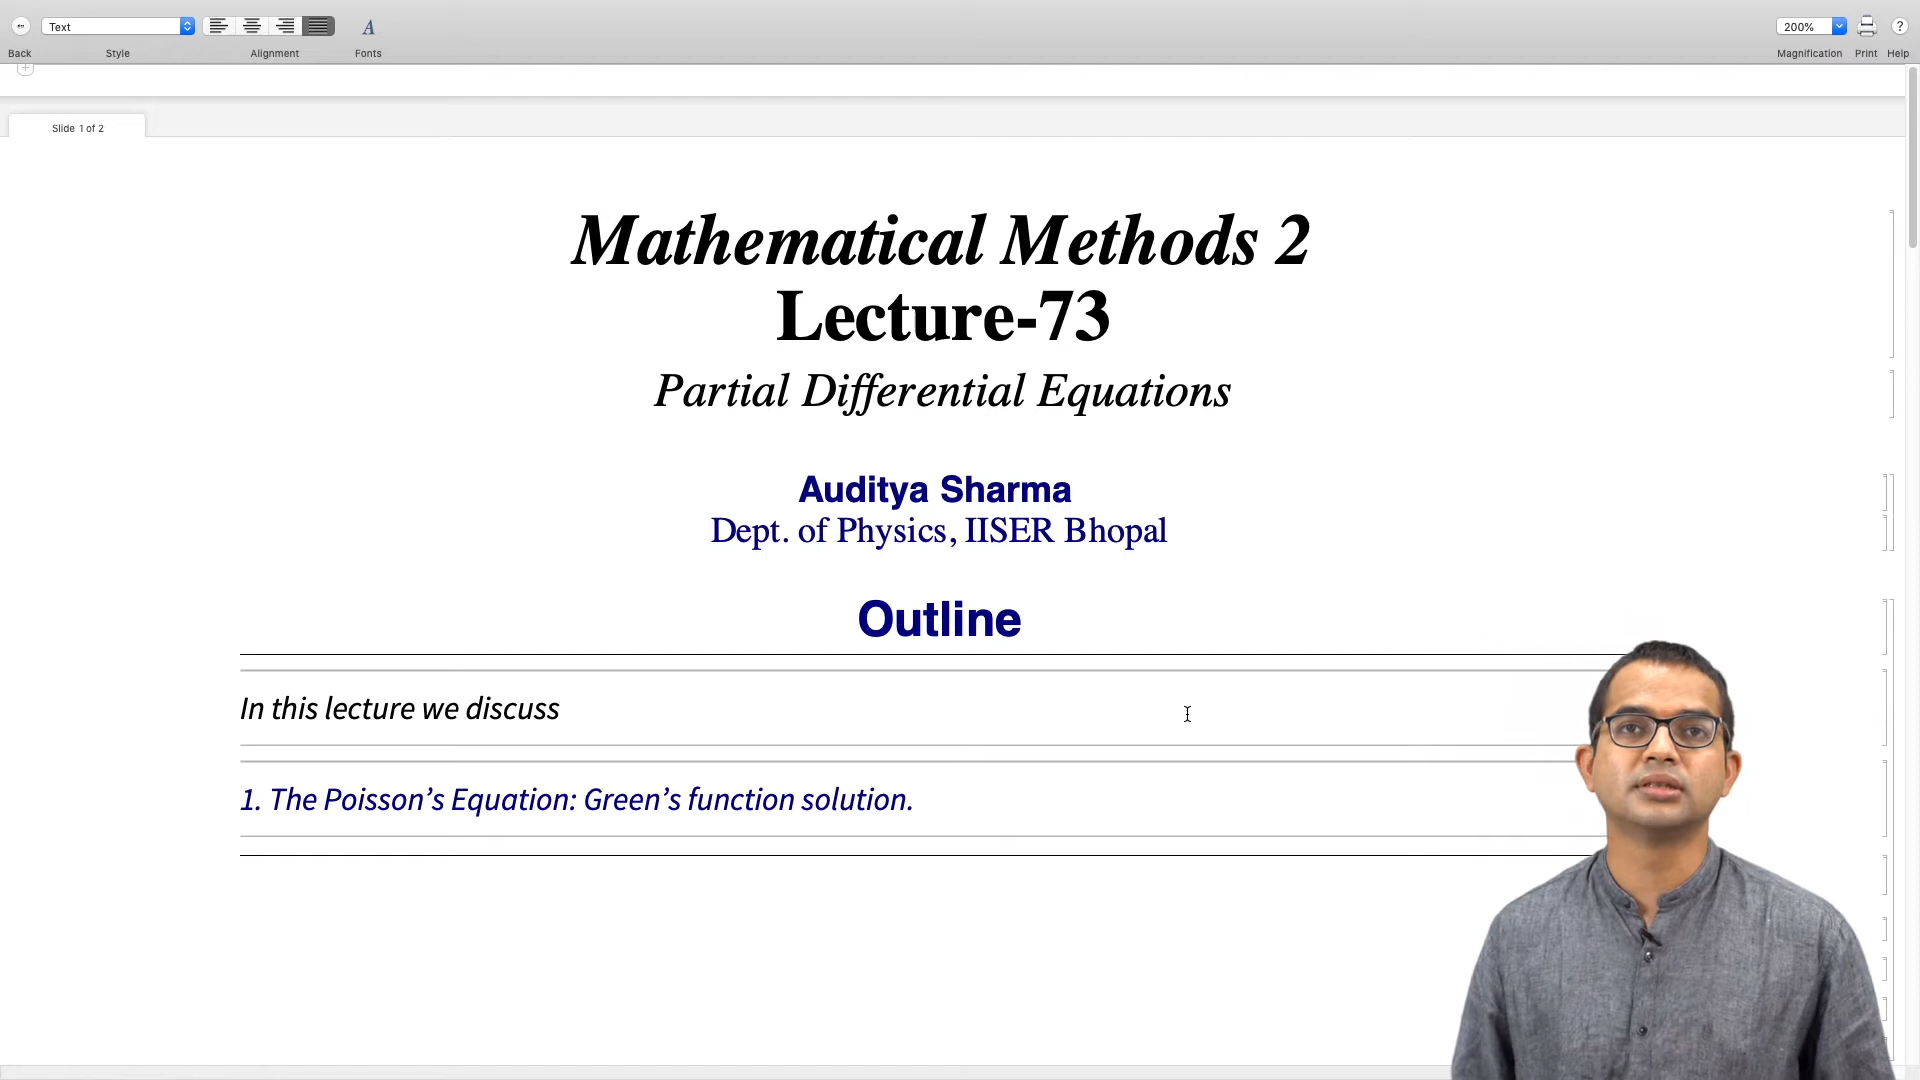 Text
200%
Back
Style
Alignment
Fonts
Magnification
Print
Help
Slide 1 of 2
Mathematical Methods 2
Lecture-73
Partial Differential Equations
Auditya Sharma
Dept. of Physics, IISER Bhopal
Outline
In this lecture we discuss
1. The Poisson’s Equation: Green’s function solution.